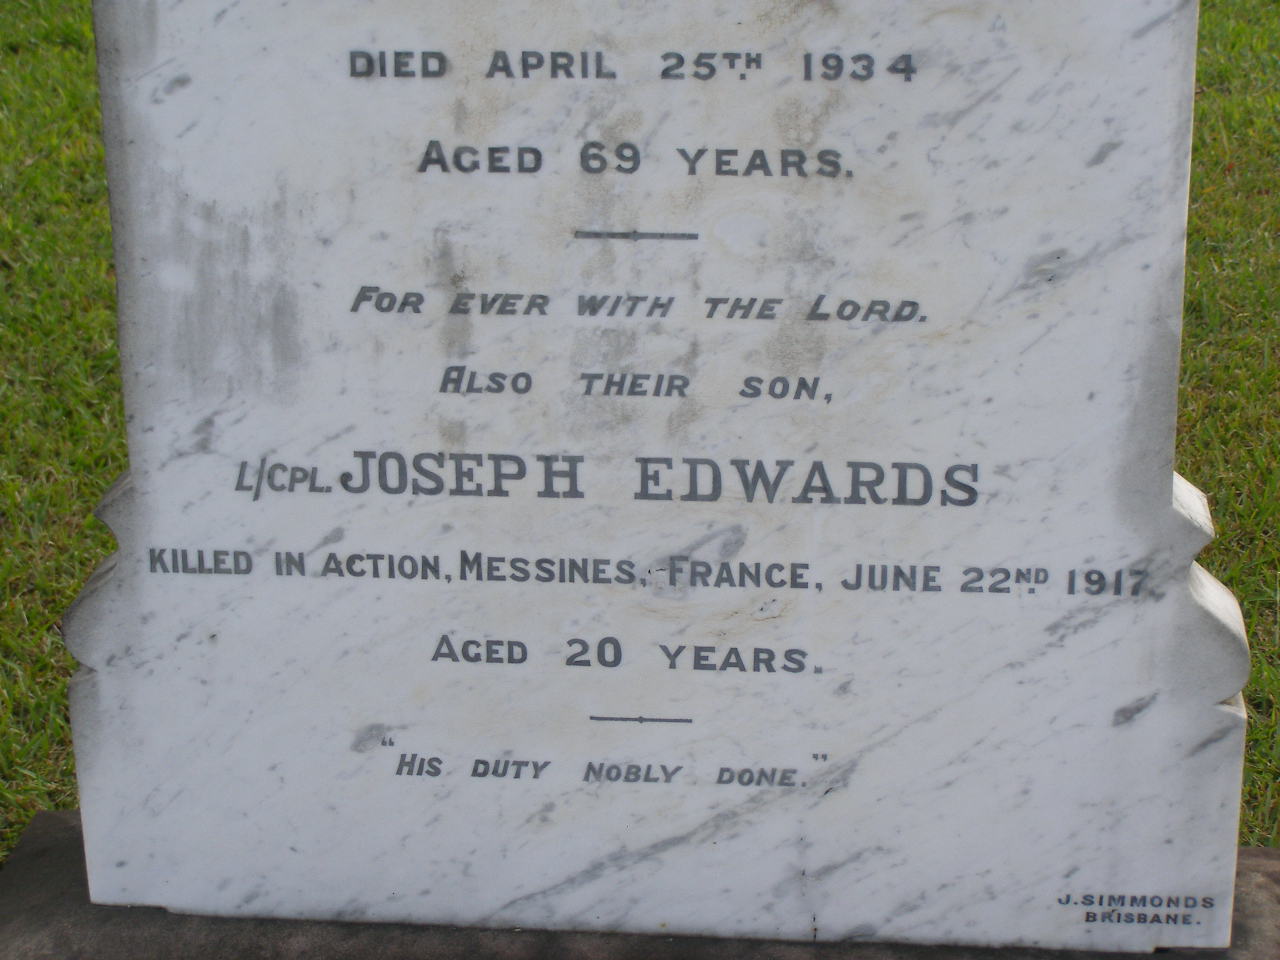 DIED APRIL 25TH. 1934
AGED 69 YEARS.
FOR EVER WITH THE LORD.
ALSO THEIR SON,
L/CPL. JOSEPH EDWARDS
KILLED IN ACTION, MESSINES, FRANCE, JUNE 22ND. 1917.
AGED 20 YEARS.
"HIS DUTY NOBLY DONE."
J. SIMMONDS
BRISBANE.